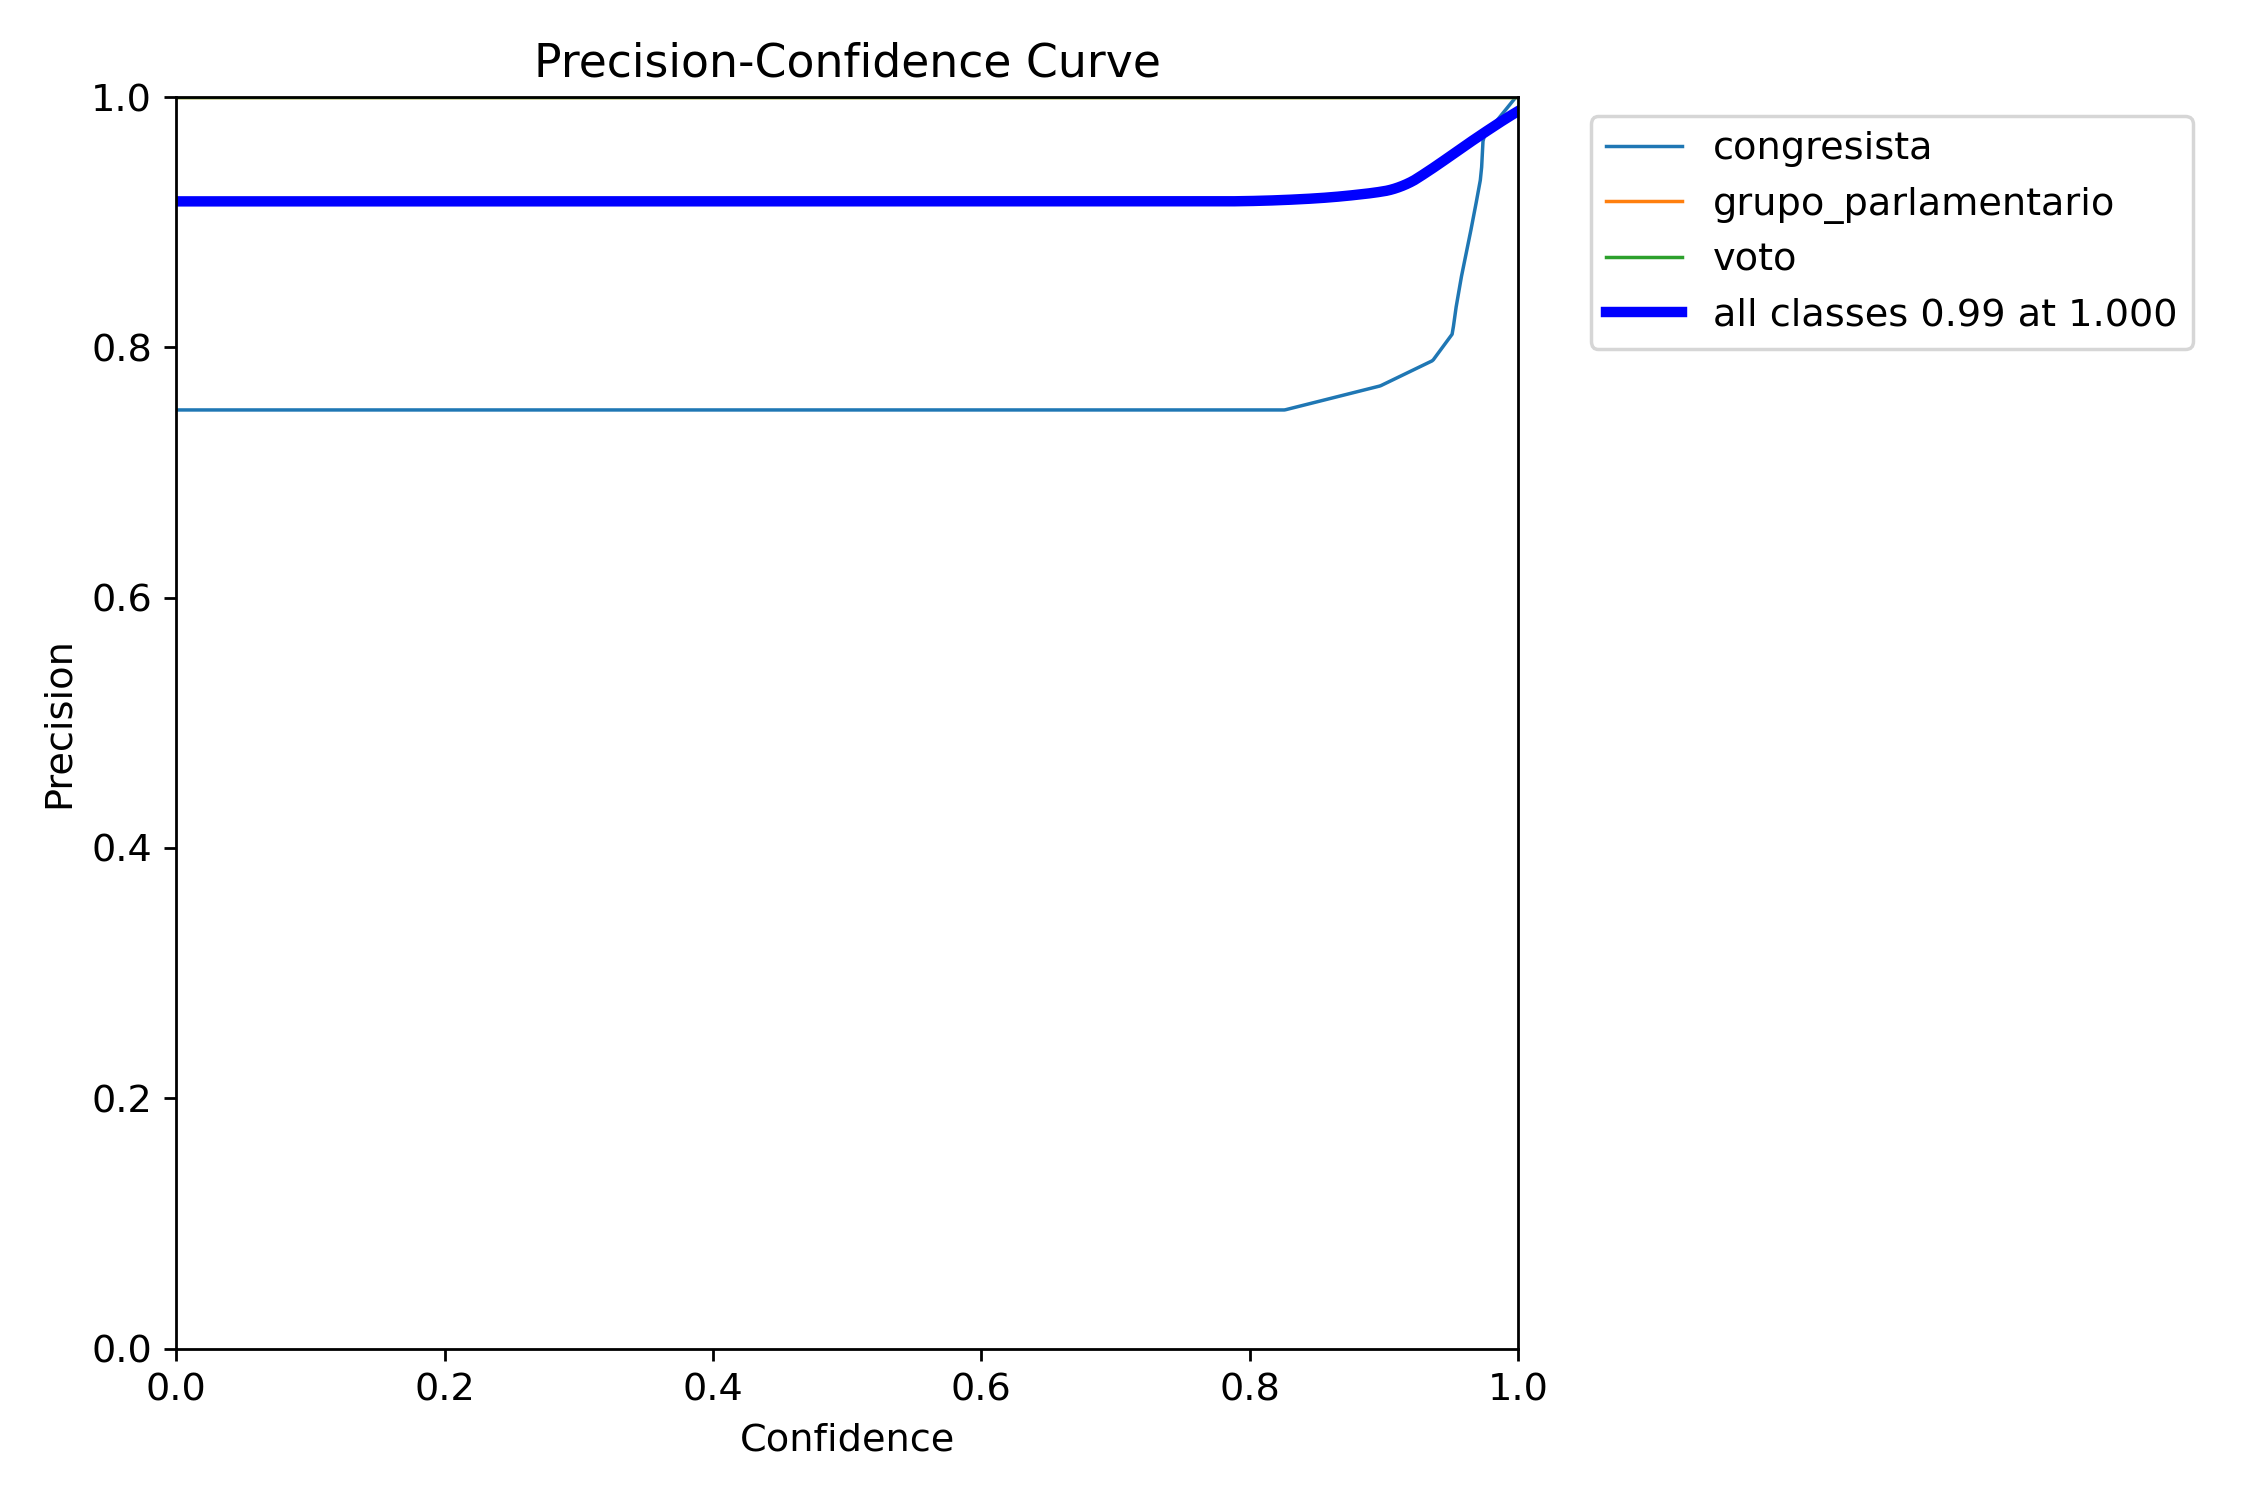 Precision-Confidence Curve
1.0
0.8
0.6
0.4
0.2
0.0
Precision
0.0 0.2 0.4 0.6 0.8 1.0
Confidence
congresista
grupo_parlamentario
voto
all classes 0.99 at 1.000